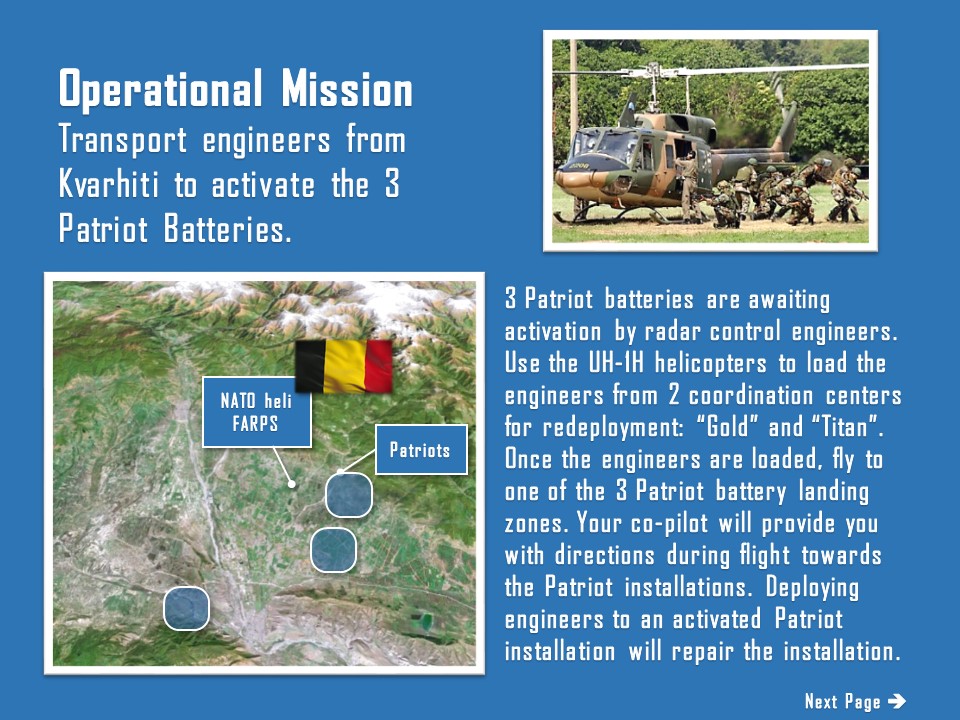 Operational Mission
Transport engineers from
Kvarhiti to activate the 3
Patriot Batteries.
NATO heli
FARPS
Patriots
3 Patriot batteries are awaiting
activation by radar control engineers.
Use the UH-1H helicopters to load the
engineers from 2 coordination centers
for redeployment: “Gold” and “Titan”.
Once the engineers are loaded, fly to
one of the 3 Patriot battery landing
zones. Your co-pilot will provide you
with directions during flight towards
the Patriot installations. Deploying
engineers to an activated Patriot
installation will repair the installation.
Next Page →